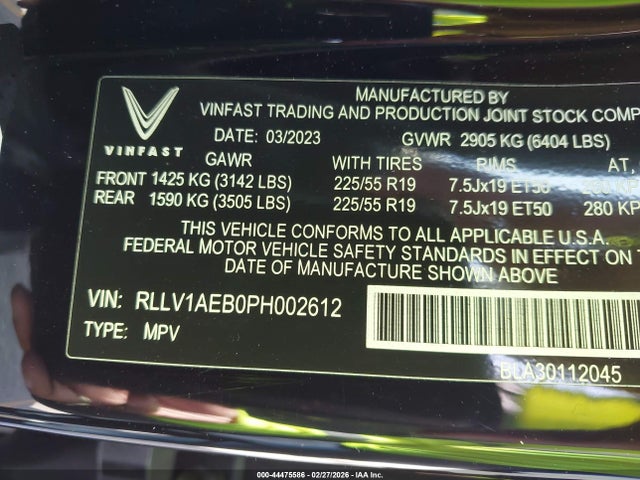 MANUFACTURED BY
VINFAST TRADING AND PRODUCTION JOINT STOCK COMP
VINFAST
DATE: 03/2023 GVWR 2905 KG (6404 LBS)
GAWR WITH TIRES RIMS AT,
FRONT 1425 KG (3142 LBS) 225/55 R19 7.5Jx19 ET50
REAR 1590 KG (3505 LBS) 225/55 R19 7.5Jx19 ET50 280 KP
THIS VEHICLE CONFORMS TO ALL APPLICABLE U.S.A.
FEDERAL MOTOR VEHICLE SAFETY STANDARDS IN EFFECT ON
DATE OF MANUFACTURE SHOWN ABOVE
VIN: RLLV1AEB0PH002612
TYPE: MPV
BLA30112045
000-44475586 - 02/27/2026 - IAA Inc.